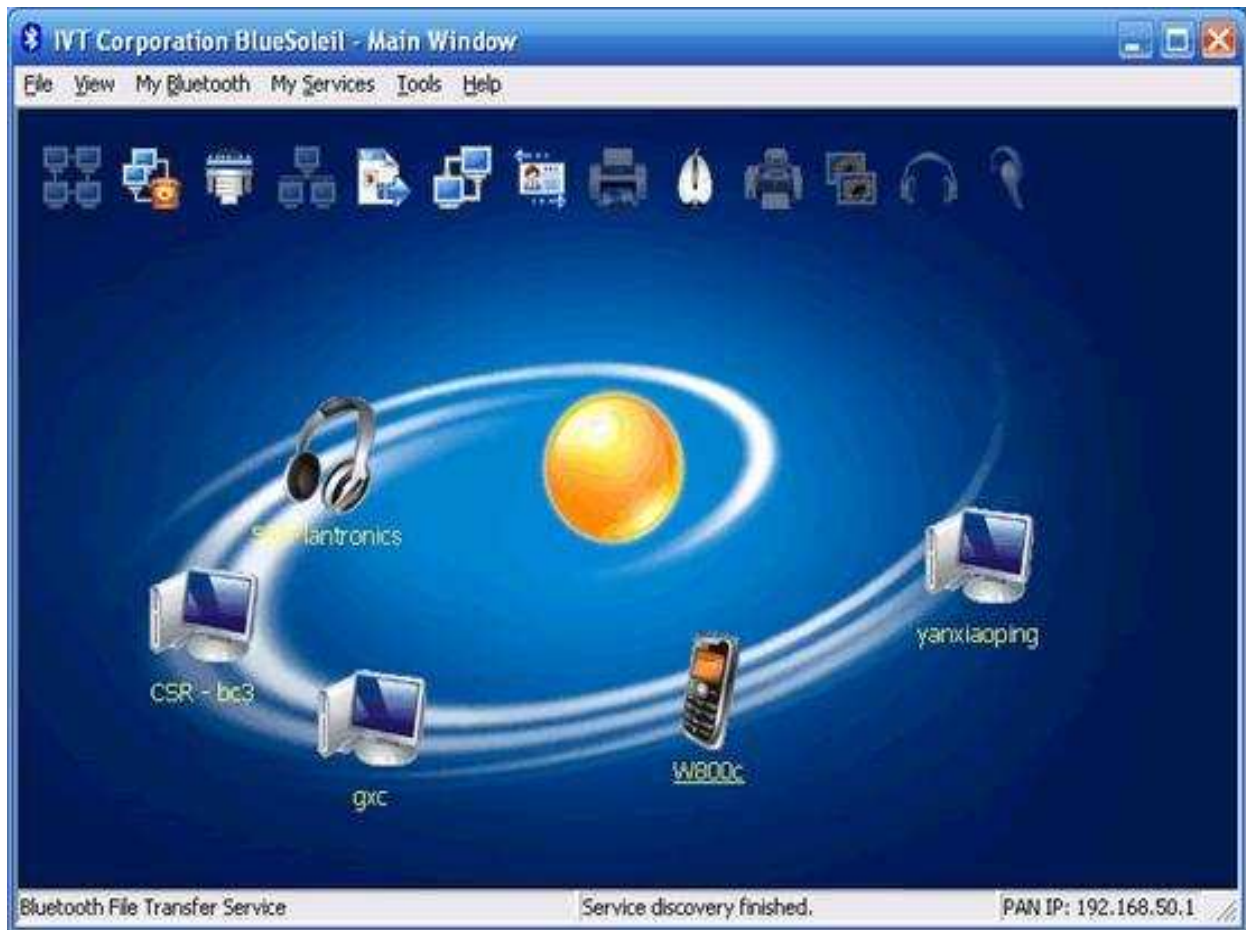 IVT Corporation BlueSoleil - Main Window
File View My Bluetooth My Services Tools Help
Plantronics
CSR - bc3
gxc
W800c
yanxiaoping
Bluetooth File Transfer Service Service discovery finished. PAN IP: 192.168.50.1